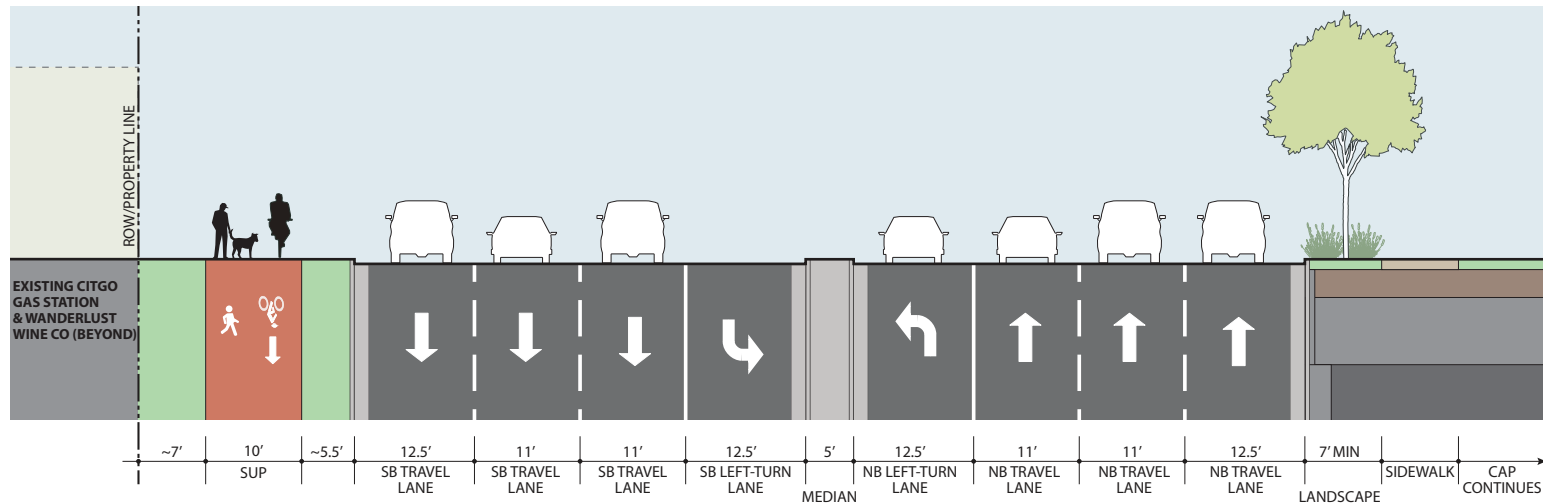 ROW/PROPERTY LINE
EXISTING CITGO
GAS STATION
& WANDERLUST
WINE CO (BEYOND)
~7’
10’
SUP
~5.5’
12.5’
SB TRAVEL
LANE
11’
SB TRAVEL
LANE
11’
SB TRAVEL
LANE
12.5’
SB LEFT-TURN
LANE
5’
MEDIAN
12.5’
NB LEFT-TURN
LANE
11’
NB TRAVEL
LANE
11’
NB TRAVEL
LANE
12.5’
NB TRAVEL
LANE
7’ MIN
LANDSCAPE
SIDEWALK
CAP
CONTINUES